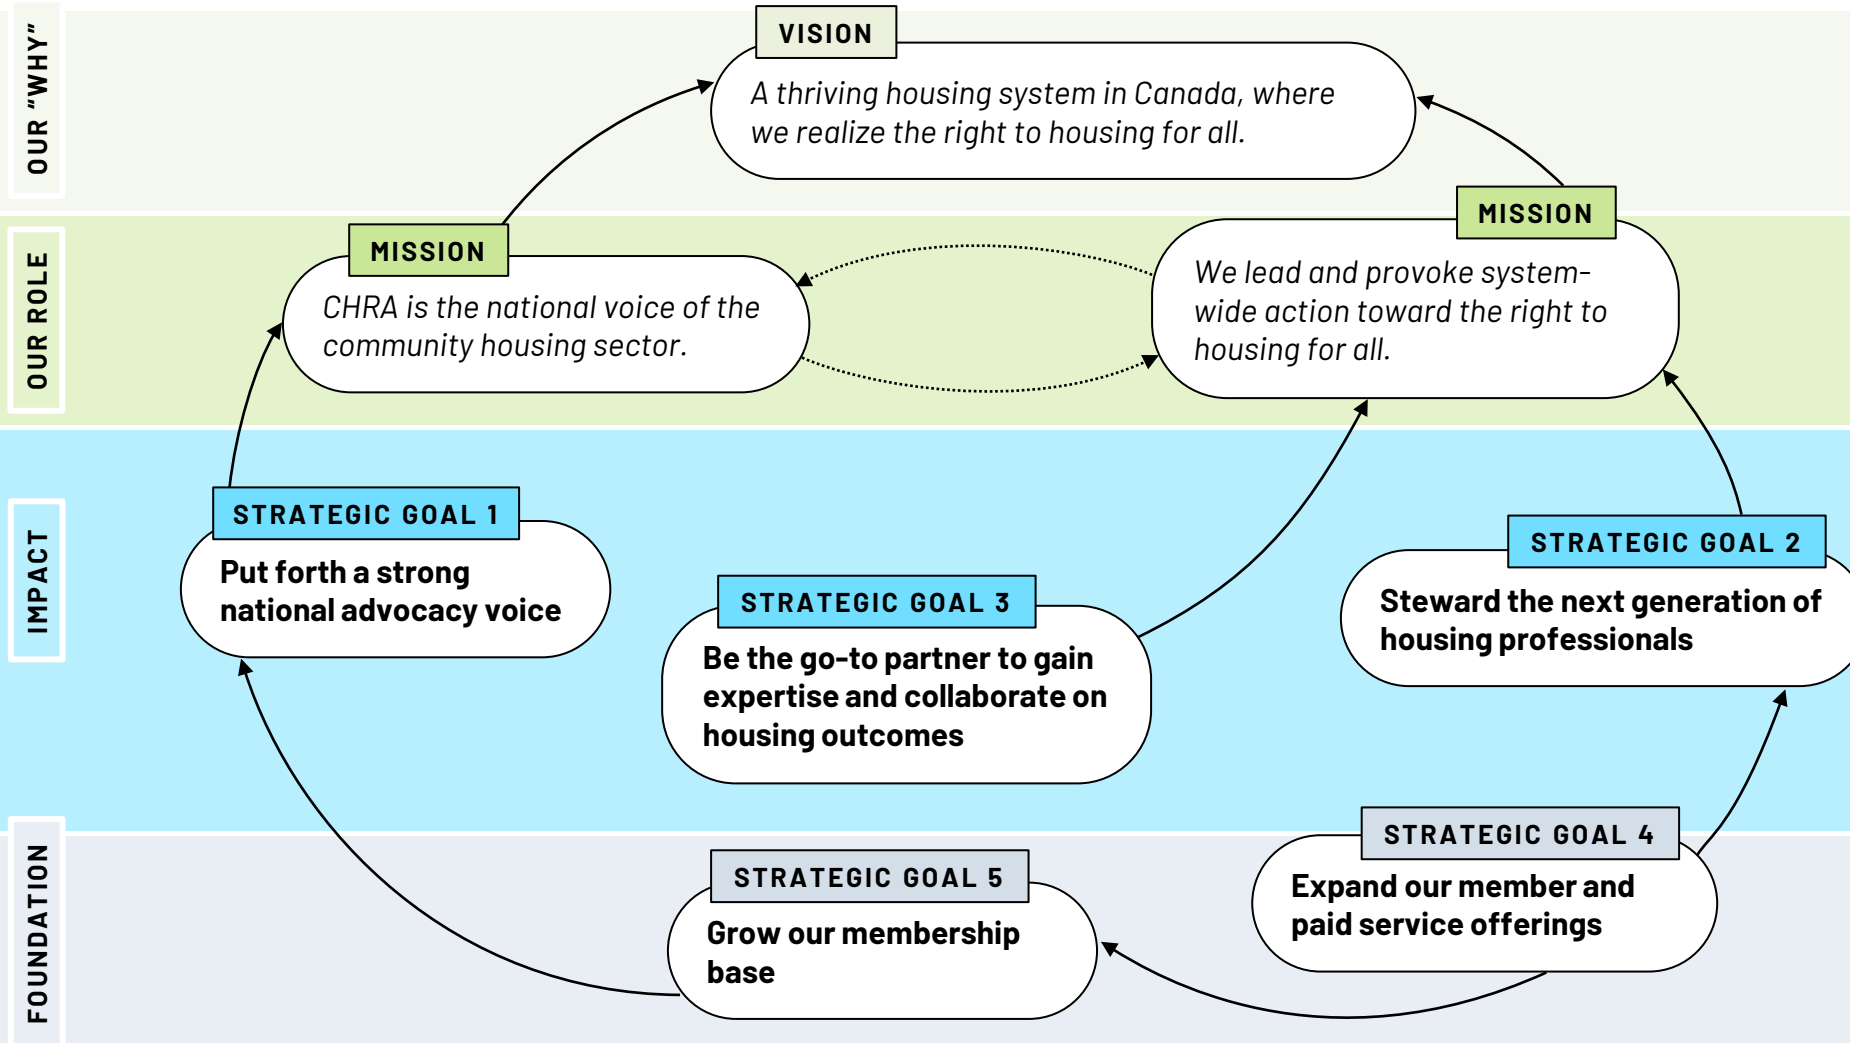 OUR "WHY"
VISION
A thriving housing system in Canada, where
we realize the right to housing for all.
OUR ROLE
MISSION
CHRA is the national voice of the
community housing sector.
MISSION
We lead and provoke system-
wide action toward the right to
housing for all.
IMPACT
STRATEGIC GOAL 1
Put forth a strong
national advocacy voice
STRATEGIC GOAL 3
Be the go-to partner to gain
expertise and collaborate on
housing outcomes
STRATEGIC GOAL 2
Steward the next generation of
housing professionals
FOUNDATION
STRATEGIC GOAL 5
Grow our membership
base
STRATEGIC GOAL 4
Expand our member and
paid service offerings